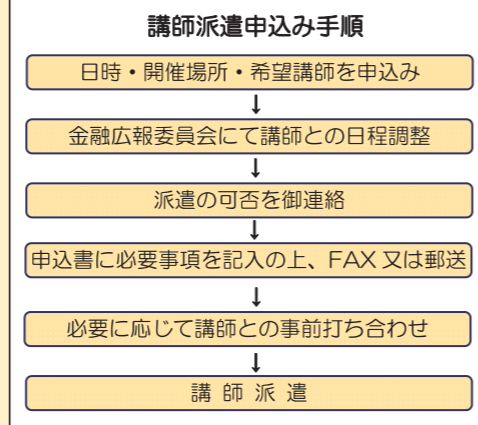 講師派遣申込み手順
日時・開催場所・希望講師を申込み
↓
金融広報委員会にて講師との日程調整
↓
派遣の可否を御連絡
↓
申込書に必要事項を記入の上、FAX又は郵送
↓
必要に応じて講師との事前打ち合わせ
↓
講 師 派 遣